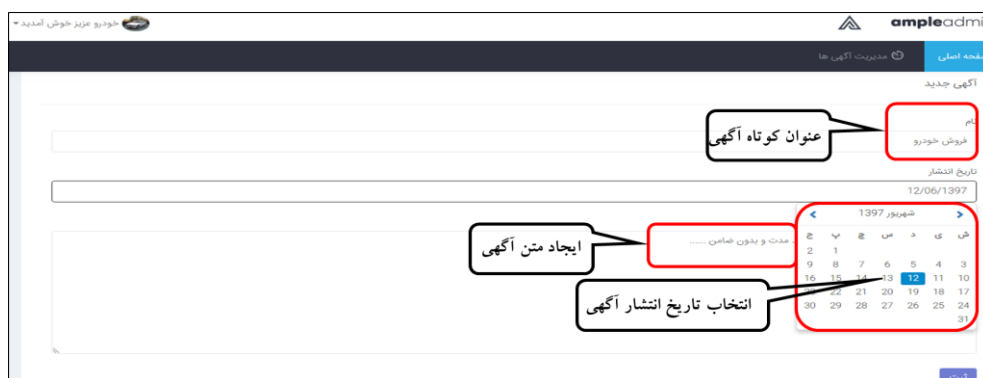 ampleadmi
خودرو عزیز خوش آمدید
صفحه اصلی
مدیریت آگهی ها
آگهی جدید
نام
فروش خودرو
عنوان کوتاه آگهی
تاریخ انتشار
12/06/1397
شهریور 1397
ش ی د س چ پ ج
1 2
3 4 5 6 7 8 9
10 11 12 13 14 15 16
17 18 19 20 21 22 23
24 25 26 27 28 29 30
31
مدت و بدون ضامن ......
ایجاد متن آگهی
انتخاب تاریخ انتشار آگهی
ثبت